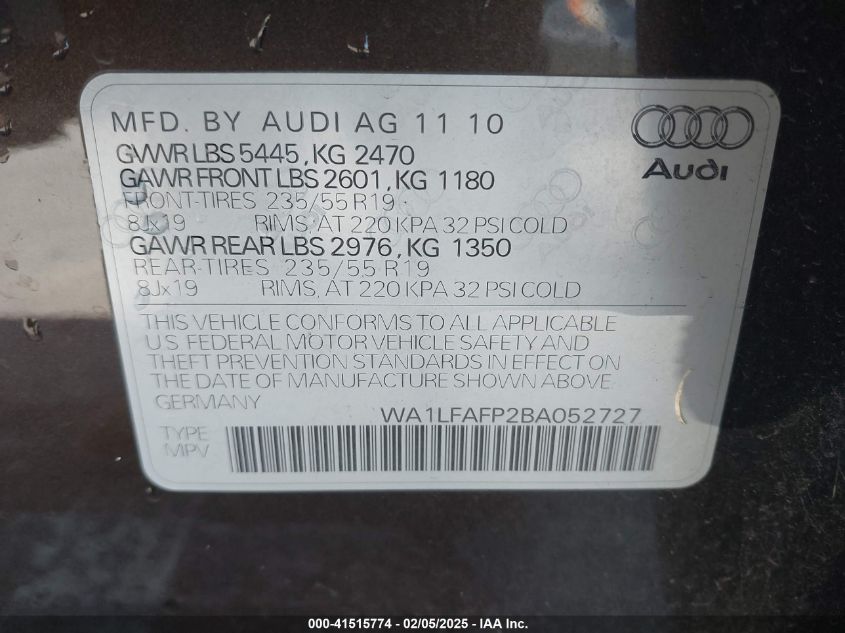 MFD. BY AUDI AG 11 10
GVWR LBS 5445, KG 2470
GAWR FRONT LBS 2601, KG 1180
FRONT-TIRES 235/55 R19
8Jx19 RIMS, AT 220 KPA 32 PSI COLD
GAWR REAR LBS 2976, KG 1350
REAR-TIRES 235/55 R19
8Jx19 RIMS, AT 220 KPA 32 PSI COLD
Audi
THIS VEHICLE CONFORMS TO ALL APPLICABLE
U.S. FEDERAL MOTOR VEHICLE SAFETY AND
THEFT PREVENTION STANDARDS IN EFFECT ON
THE DATE OF MANUFACTURE SHOWN ABOVE.
GERMANY
WA1LFAFP2BA052727
TYPE
MPV
000-41515774 - 02/05/2025 - IAAI Copyright © 2025 IAA, Inc.